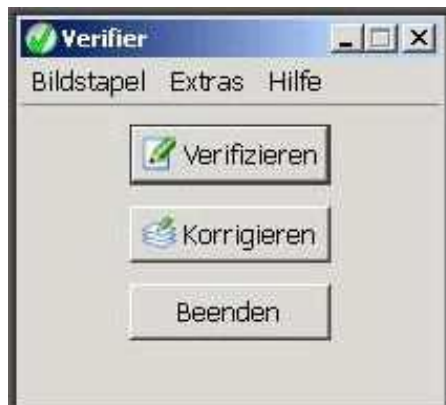 Verifier
Bildstapel Extras Hilfe
Verifizieren
Korrigieren
Beenden